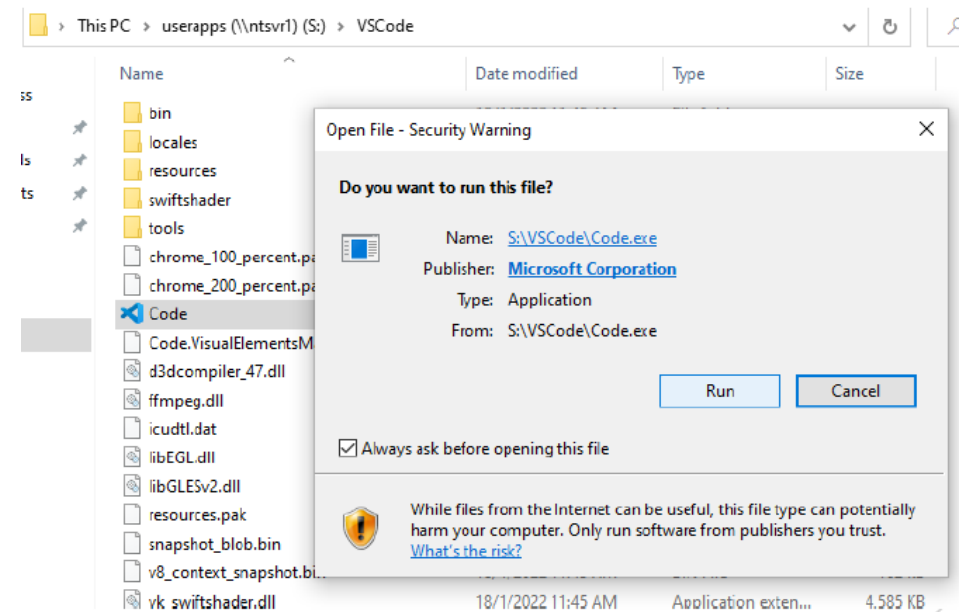 This PC > userapps (\\ntsvr1) (S:) > VSCode
Name Date modified Type Size
ss
ls
ts
bin
locales
resources
swiftshader
tools
chrome_100_percent.pa
chrome_200_percent.pa
Code
Code.VisualElementsM
d3dcompiler_47.dll
ffmpeg.dll
icudtl.dat
libEGL.dll
libGLESv2.dll
resources.pak
snapshot_blob.bin
v8_context_snapshot.bi
vk_swiftshader.dll 18/1/2022 11:45 AM Application exten... 4,585 KB
Open File - Security Warning
Do you want to run this file?
Name: S:\VSCode\Code.exe
Publisher: Microsoft Corporation
Type: Application
From: S:\VSCode\Code.exe
Run Cancel
Always ask before opening this file
While files from the Internet can be useful, this file type can potentially
harm your computer. Only run software from publishers you trust.
What's the risk?